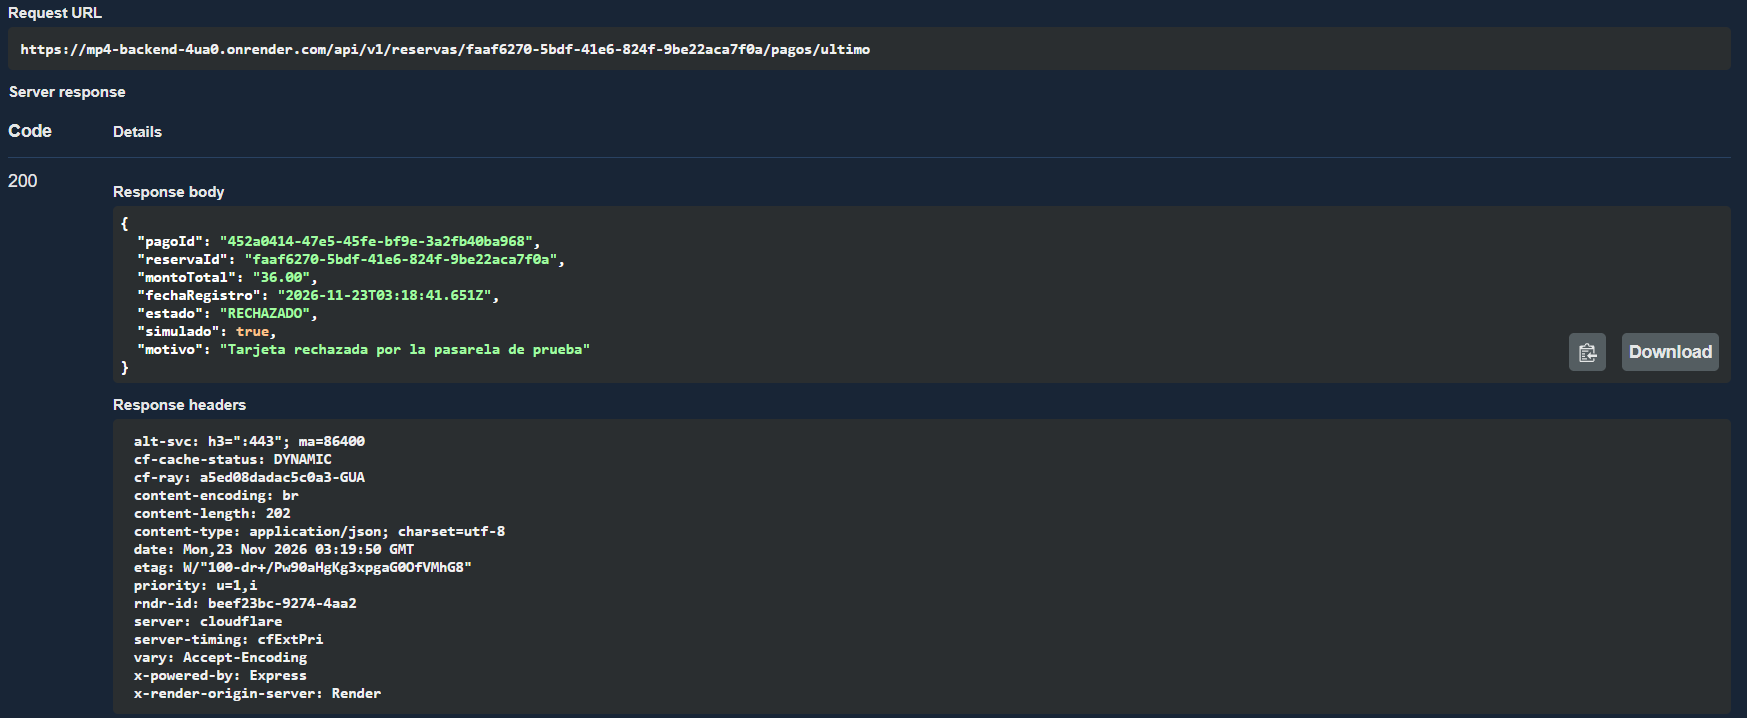 Request URL
https://mp4-backend-4ua0.onrender.com/api/v1/reservas/faaf6270-5bdf-41e6-824f-9be22aca7f0a/pagos/ultimo
Server response
Code Details
200
Response body
{
"pagoId": "452a0414-47e5-45fe-bf9e-3a2fb40ba968",
"reservaId": "faaf6270-5bdf-41e6-824f-9be22aca7f0a",
"montoTotal": "36.00",
"fechaRegistro": "2026-11-23T03:18:41.651Z",
"estado": "RECHAZADO",
"simulado": true,
"motivo": "Tarjeta rechazada por la pasarela de prueba"
}
Download
Response headers
alt-svc: h3=":443"; ma=86400
cf-cache-status: DYNAMIC
cf-ray: a5ed08dadac5c0a3-GUA
content-encoding: br
content-length: 202
content-type: application/json; charset=utf-8
date: Mon,23 Nov 2026 03:19:50 GMT
etag: W/"100-dr+/Pw90aHgKg3xpgaG0OfVMhG8"
priority: u=1,i
rndr-id: beef23bc-9274-4aa2
server: cloudflare
server-timing: cfExtPri
vary: Accept-Encoding
x-powered-by: Express
x-render-origin-server: Render